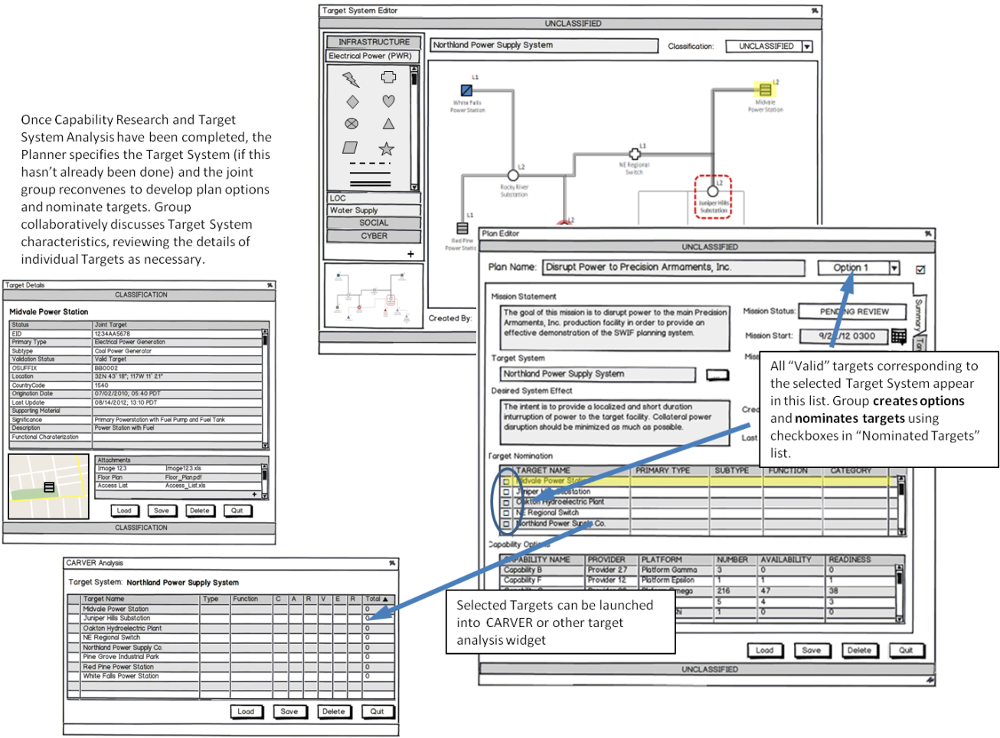 Target System Editor
UNCLASSIFIED
INFRASTRUCTURE
Electrical Power (PWR)
LOC
Water Supply
SOCIAL
CYBER
+
Northland Power Supply System
Classification:
UNCLASSIFIED
L1
White Falls
Power Station
L2
Midvale
Power Station
L1
NE Regional
Switch
L2
Rocky River
Substation
L2
Juniper Hills
Substation
L1
Red Pine
Power Static
L2
Created By:
Once Capability Research and Target
System Analysis have been completed, the
Planner specifies the Target System (if this
hasn't already been done) and the joint
group reconvenes to develop plan options
and nominate targets. Group
collaboratively discusses Target System
characteristics, reviewing the details of
individual Targets as necessary.
Target Details
CLASSIFICATION
Midvale Power Station
Status Joint Target
EID 1234AA5678
Primary Type Electrical Power Generation
Subtype Coal Power Generator
Validation Status Valid Target
OSUFFIX BB0002
Location 32N 43' 18"; 117W 11' 21"
CountryCode 1540
Origination Date 07/02/2010; 05:40 PDT
Last Update 08/14/2012; 13:10 PDT
Supporting Material
Significance Primary Powerstation wth Fuel Pump and Fuel Tank
Description Power Station with Fuel
Functional Charaterization
Attachments
Image 123 Image123.xls
Floor Plan Floor_Plan.pdf
Access List Access_List.xls
+
Load Save Delete Quit
CLASSIFICATION
Plan Editor
UNCLASSIFIED
Plan Name: Disrupt Power to Precision Armaments, Inc. Option 1
Mission Statement
The goal of this mission is to disrupt power to the main Precision
Armaments, Inc. production facility in order to provide an
effective demonstration of the SWIF planning system.
Mission Status: PENDING REVIEW
Mission Start: 9/2 /12 0300
Summary
Target System
Northland Power Supply System ...
Desired System Effect
The intent is to provide a localized and short duration
inturruption of power to the target facility. Collateral power
disruption should be minimized as much as possible.
Miss
Crea
Last
All "Valid" targets corresponding to
the selected Target System appear
in this list. Group creates options
and nominates targets using
checkboxes in "Nominated Targets"
list.
Target Nomination
TARGET NAME PRIMARY TYPE SUBTYPE FUNCTION CATEGORY
Midvale Power Station
Juniper Hills Substation
Oakton Hydroelectric Plant
NE Regional Switch
Northland Power Supply Co.
Capability Options
CAPABILITY NAME PROVIDER PLATFORM NUMBER AVAILABILITY READINESS
Capability B Provider 27 Platform Gamma 3 0 0
Capability F Provider 12 Platform Epsilon 1 1 1
mega 216 47 38
5 4 3
hi 1 0 0
Load Save Delete Quit
UNCLASSIFIED
Selected Targets can be launched
into CARVER or other target
analysis widget
CARVER Analysis
Target System: Northland Power Supply System
Target Name Type Function C A R V E R Total ▲
Midvale Power Station 0
Juniper Hills Substation 0
Oakton Hydroelectric Plant 0
NE Regional Switch 0
Northland Power Supply Co. 0
Pine Grove Industrial Park 0
Red Pine Power Station 0
White Falls Power Station 0
Load Save Delete Quit